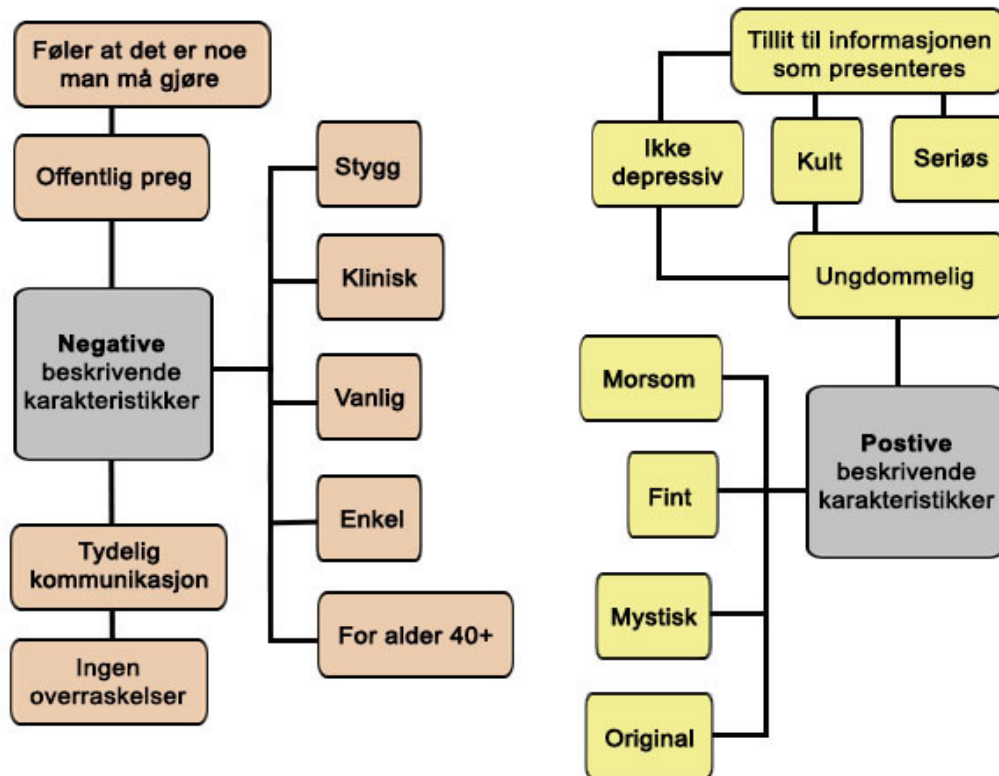 Føler at det er noe
man må gjøre
Offentlig preg
Negative
beskrivende
karakteristikker
Tydelig
kommunikasjon
Ingen
overraskelser
Stygg
Klinisk
Vanlig
Enkel
For alder 40+
Tillit til informasjonen
som presenteres
Ikke
depressiv
Kult
Seriøs
Ungdommelig
Postive
beskrivende
karakteristikker
Morsom
Fint
Mystisk
Original